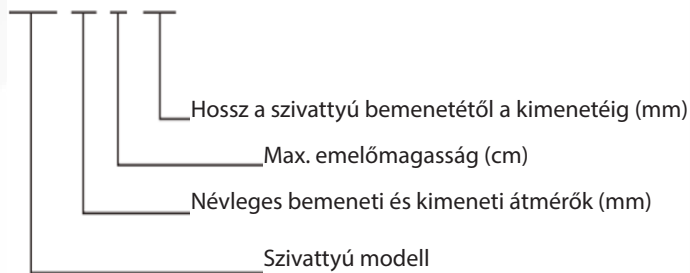 Hossz a szivattyú bemenetétől a kimenetéig (mm)
Max. emelőmagasság (cm)
Névleges bemeneti és kimeneti átmérők (mm)
Szivattyú modell